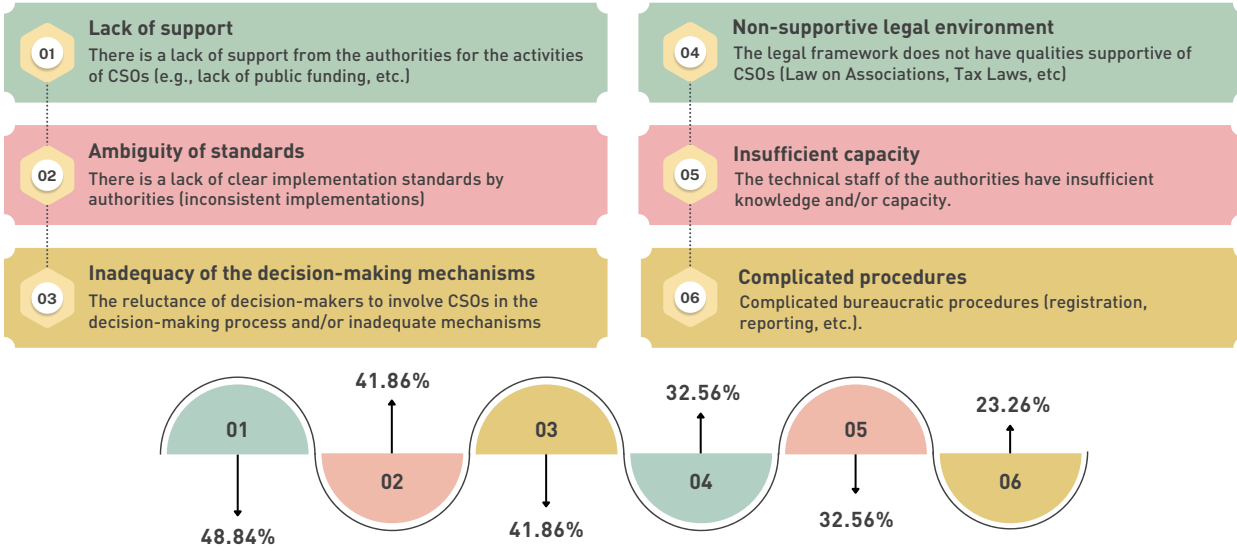 01
Lack of support
There is a lack of support from the authorities for the activities
of CSOs (e.g., lack of public funding, etc.)
02
Ambiguity of standards
There is a lack of clear implementation standards by
authorities (inconsistent implementations)
03
Inadequacy of the decision-making mechanisms
The reluctance of decision-makers to involve CSOs in the
decision-making process and/or inadequate mechanisms
04
Non-supportive legal environment
The legal framework does not have qualities supportive of
CSOs (Law on Associations, Tax Laws, etc)
05
Insufficient capacity
The technical staff of the authorities have insufficient
knowledge and/or capacity.
06
Complicated procedures
Complicated bureaucratic procedures (registration,
reporting, etc.).
01
48.84%
41.86%
02
03
41.86%
32.56%
04
05
32.56%
23.26%
06